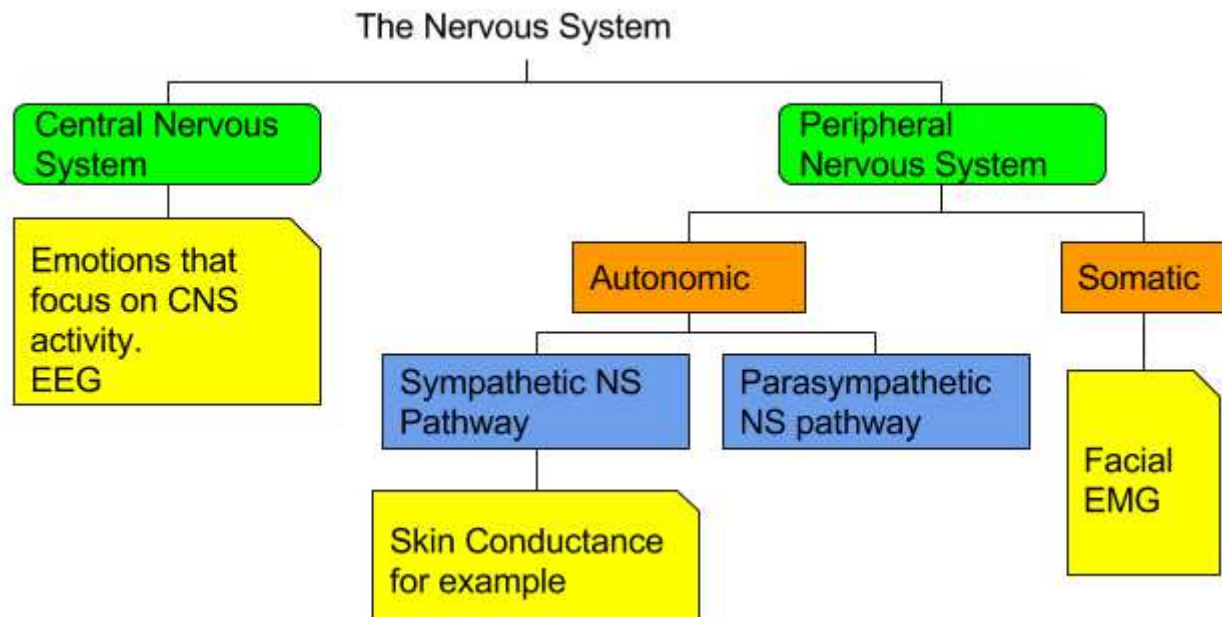 The Nervous System
Central Nervous
System
Peripheral
Nervous System
Emotions that
focus on CNS
activity.
EEG
Autonomic
Somatic
Sympathetic NS
Pathway
Parasympathetic
NS pathway
Facial
EMG
Skin Conductance
for example